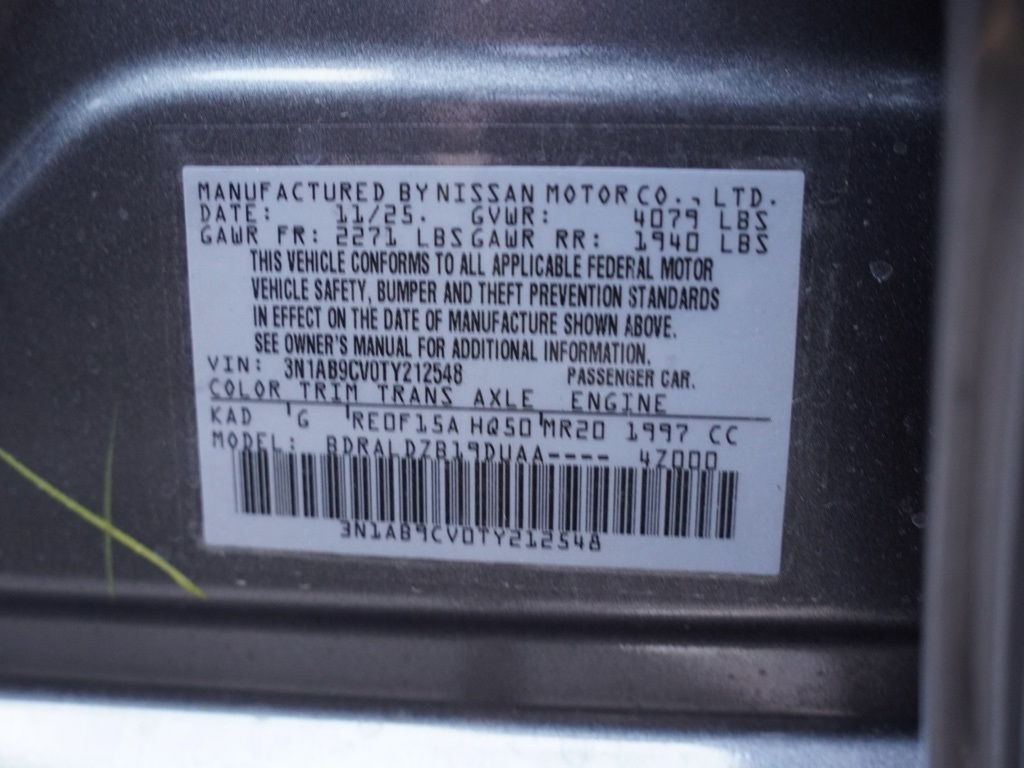 MANUFACTURED BY NISSAN MOTOR CO., LTD.
DATE: 11/25. GVWR: 4079 LBS
GAWR FR: 2271 LBS GAWR RR: 1940 LBS
THIS VEHICLE CONFORMS TO ALL APPLICABLE FEDERAL MOTOR
VEHICLE SAFETY, BUMPER AND THEFT PREVENTION STANDARDS
IN EFFECT ON THE DATE OF MANUFACTURE SHOWN ABOVE.
SEE OWNER'S MANUAL FOR ADDITIONAL INFORMATION.
VIN: 3N1AB9CV0TY212548 PASSENGER CAR.
COLOR TRIM TRANS AXLE ENGINE
KAD G RE0F15A HQ50 MR20 1997 CC
MODEL: BDRALDZB19DUAA---- 4Z000
3N1AB9CV0TY212548